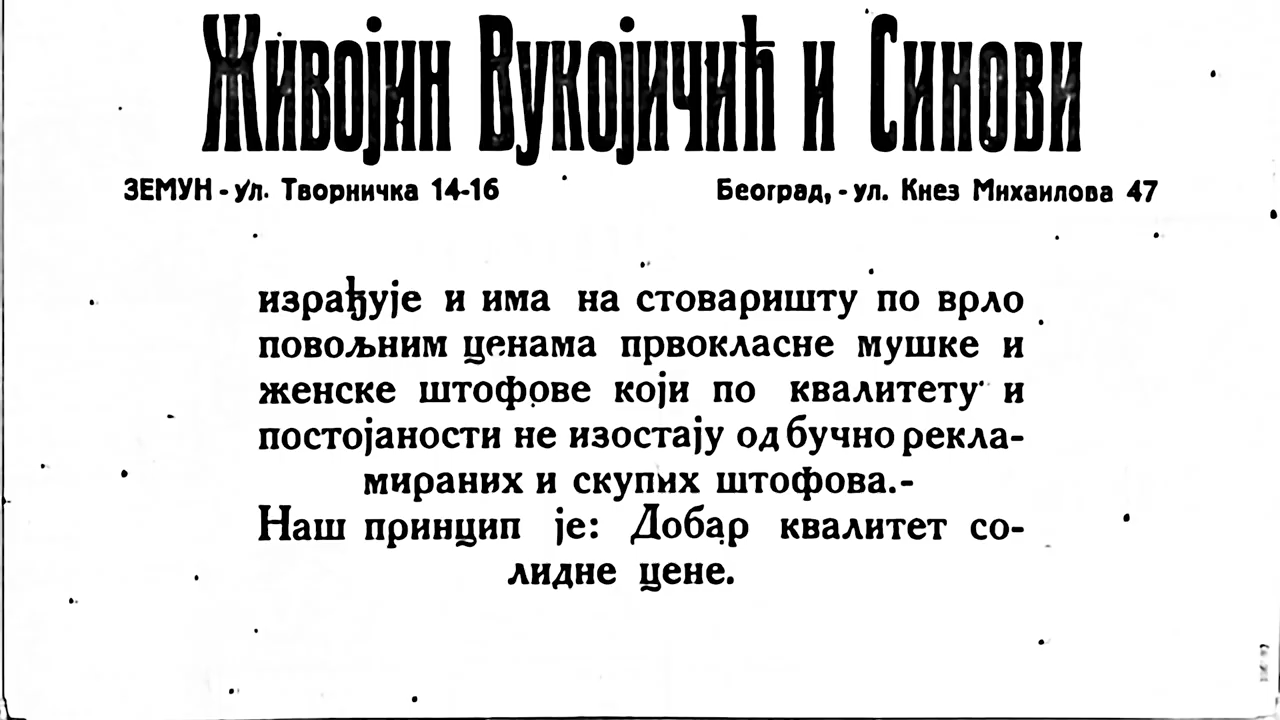 Живојин Вукојичић и Синови
ЗЕМУН - ул. Творничка 14-16
Београд, - ул. Кнез Михаилова 47
израђује и има на стоваришту по врло
повољним ценама првокласне мушке и
женске штофове који по квалитету и
постојаности не изостају од бучно рекла-
мираних и скупих штофова.-
Наш принцип је: Добар квалитет со-
лидне цене.